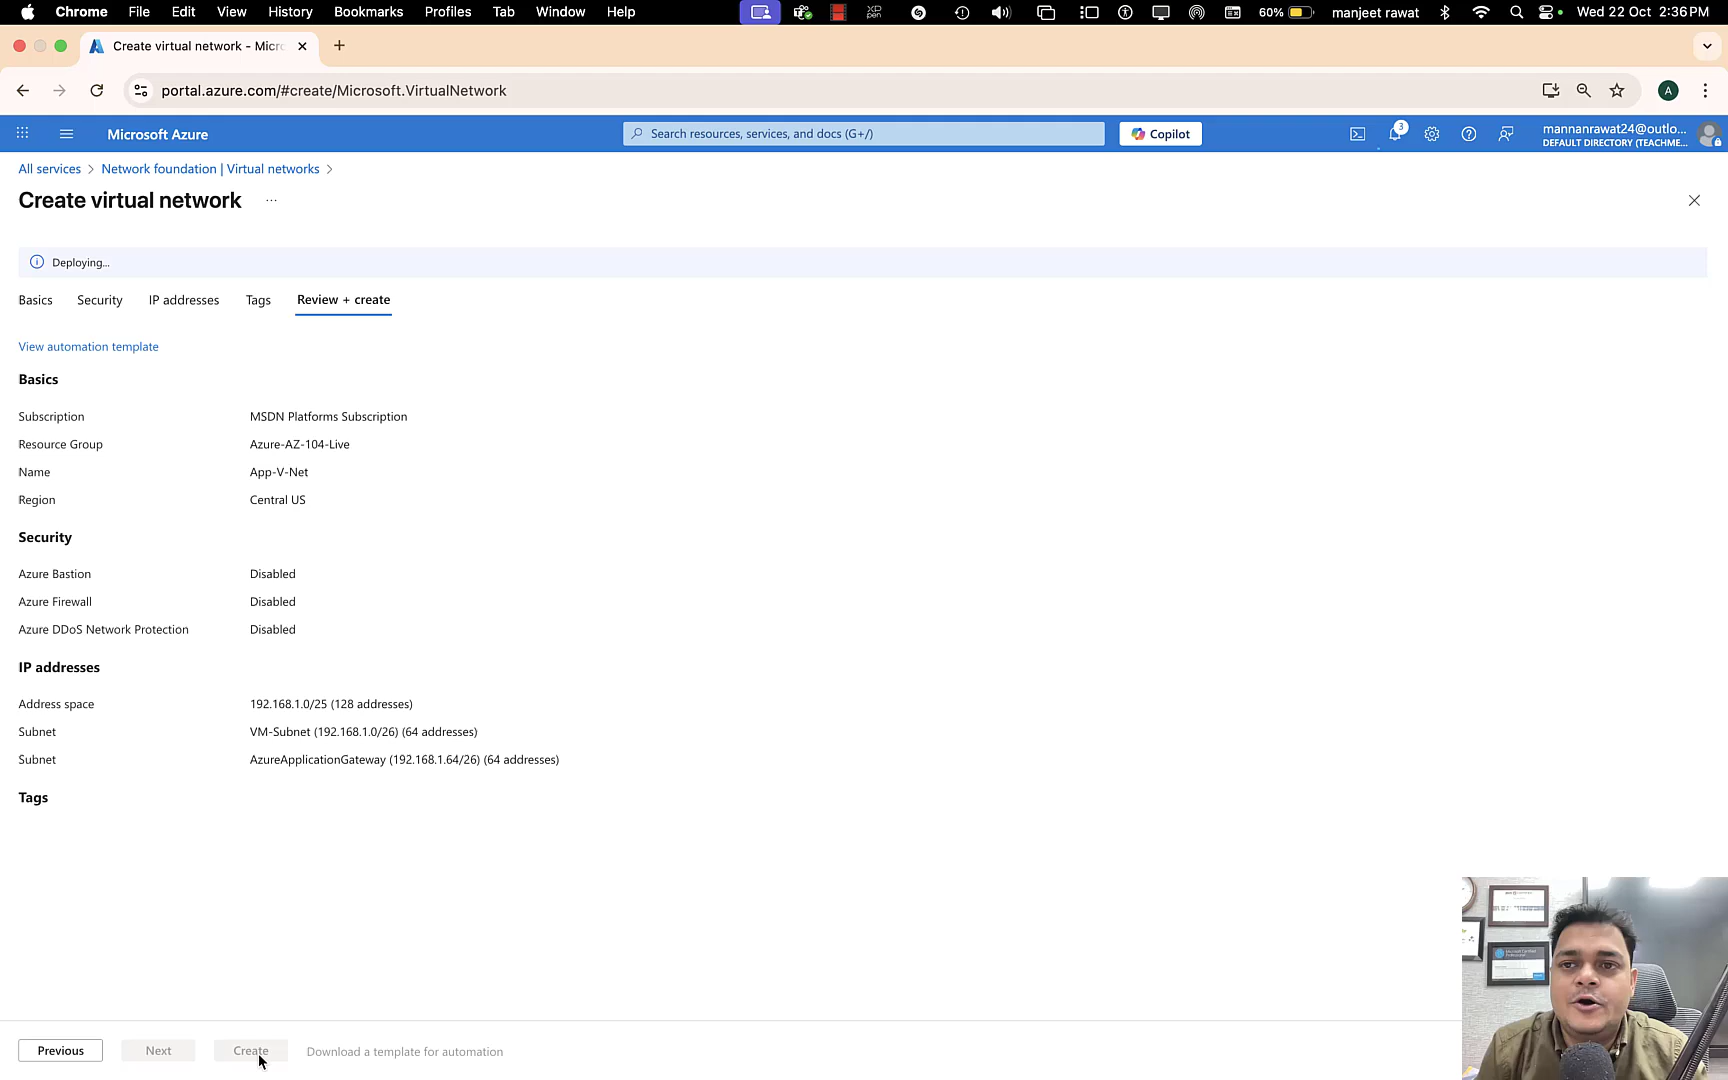 Chrome File Edit View History Bookmarks Profiles Tab Window Help 60% manjeet rawat Wed 22 Oct 2:36 PM
Create virtual network - Micro
portal.azure.com/#create/Microsoft.VirtualNetwork A
Microsoft Azure Search resources, services, and docs (G+/) Copilot 3 mannanrawat24@outlo...
DEFAULT DIRECTORY (TEACHME...
All services > Network foundation | Virtual networks >
Create virtual network ...
Deploying...
Basics Security IP addresses Tags Review + create
View automation template
Basics
Subscription MSDN Platforms Subscription
Resource Group Azure-AZ-104-Live
Name App-V-Net
Region Central US
Security
Azure Bastion Disabled
Azure Firewall Disabled
Azure DDoS Network Protection Disabled
IP addresses
Address space 192.168.1.0/25 (128 addresses)
Subnet VM-Subnet (192.168.1.0/26) (64 addresses)
Subnet AzureApplicationGateway (192.168.1.64/26) (64 addresses)
Tags
Previous Next Create Download a template for automation